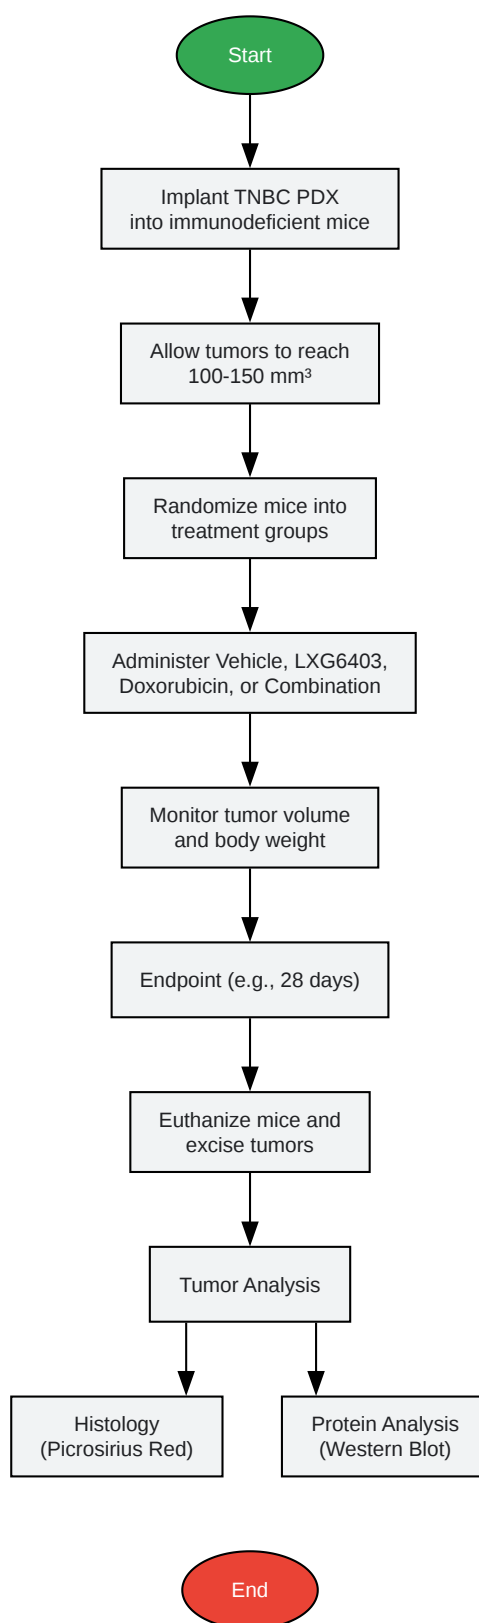 Start
Implant TNBC PDX
into immunodeficient mice
Allow tumors to reach
100-150 mm³
Randomize mice into
treatment groups
Administer Vehicle, LXG6403,
Doxorubicin, or Combination
Monitor tumor volume
and body weight
Endpoint (e.g., 28 days)
Euthanize mice and
excise tumors
Tumor Analysis
Histology
(Picrosirius Red)
Protein Analysis
(Western Blot)
End